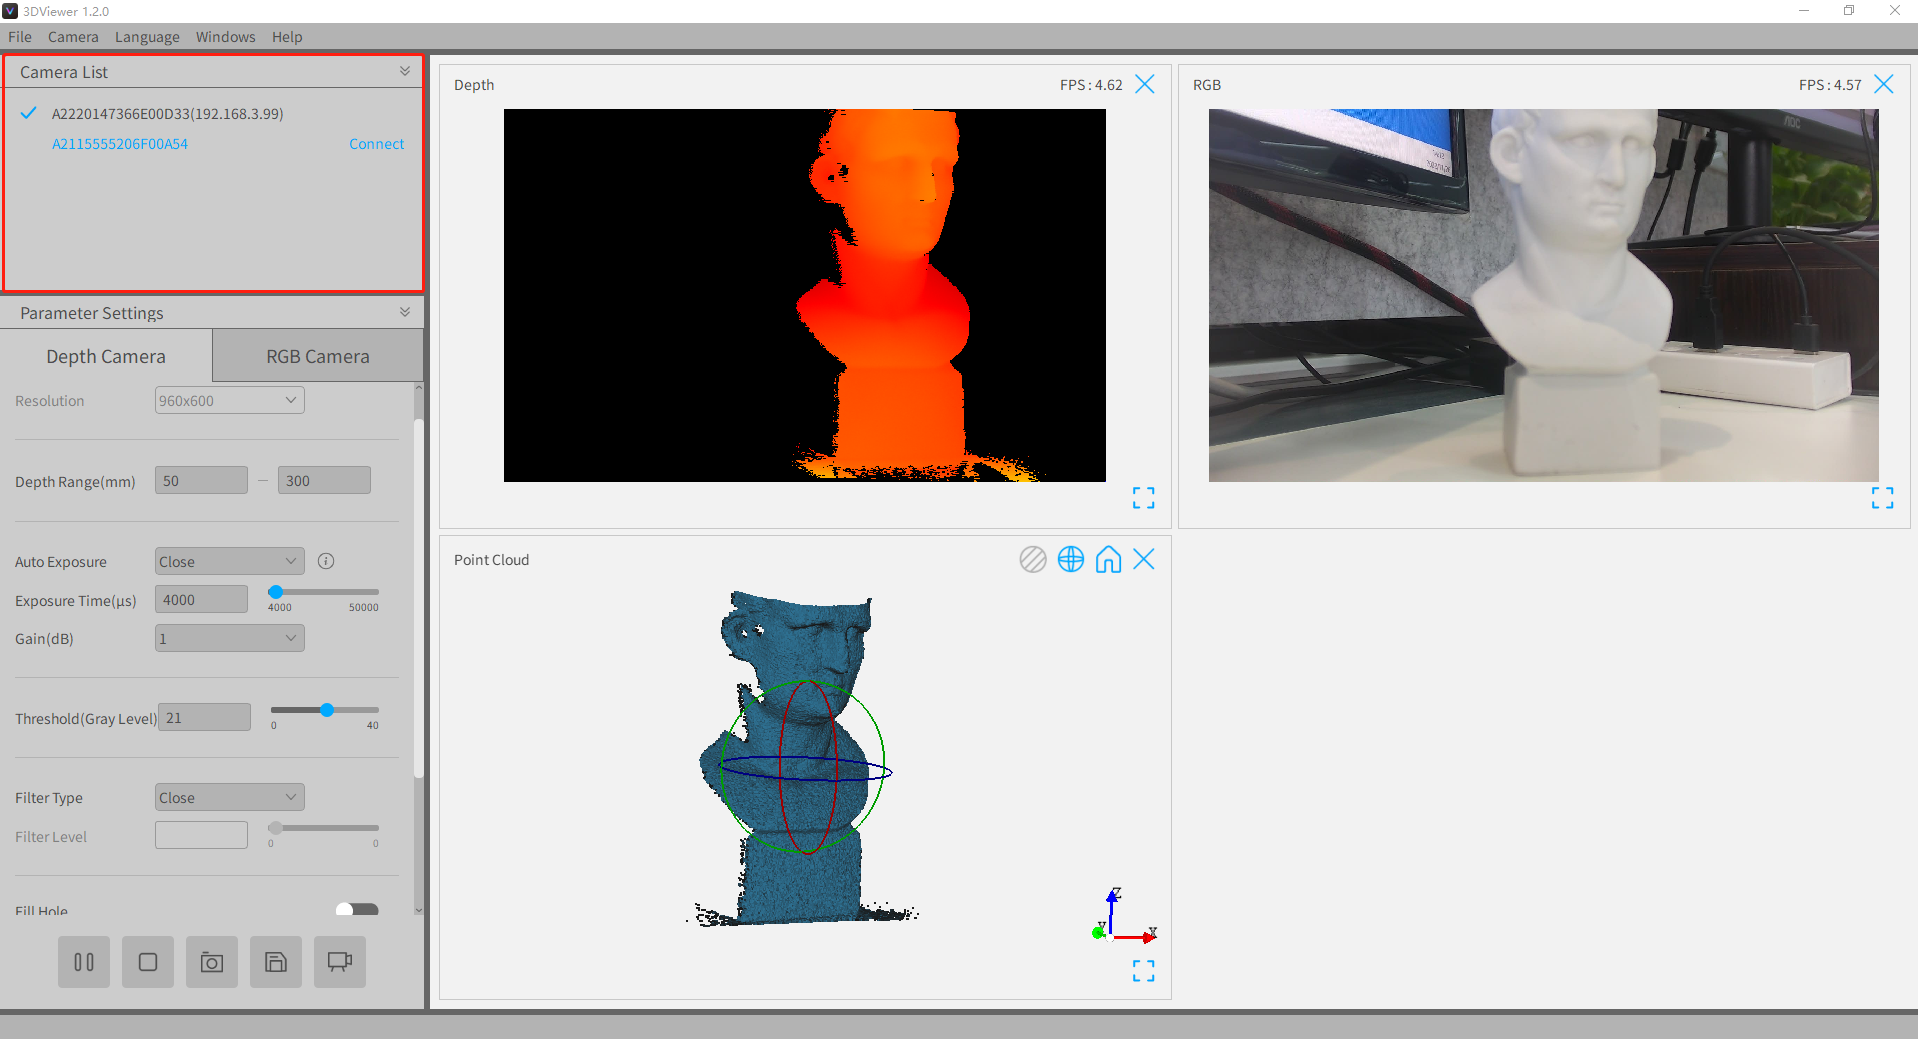 3DViewer 1.2.0
File Camera Language Windows Help
Camera List
A2220147366E00D33(192.168.3.99)
A2115555206F00A54 Connect
Parameter Settings
Depth Camera RGB Camera
Resolution 960x600
Depth Range(mm) 50 — 300
Auto Exposure Close
Exposure Time(μs) 4000 4000 50000
Gain(dB) 1
Threshold(Gray Level) 21 0 40
Filter Type Close
Filter Level 0 0
Fill Hole
Depth FPS : 4.62
RGB FPS : 4.57
AOC
Point Cloud
Z
Y X